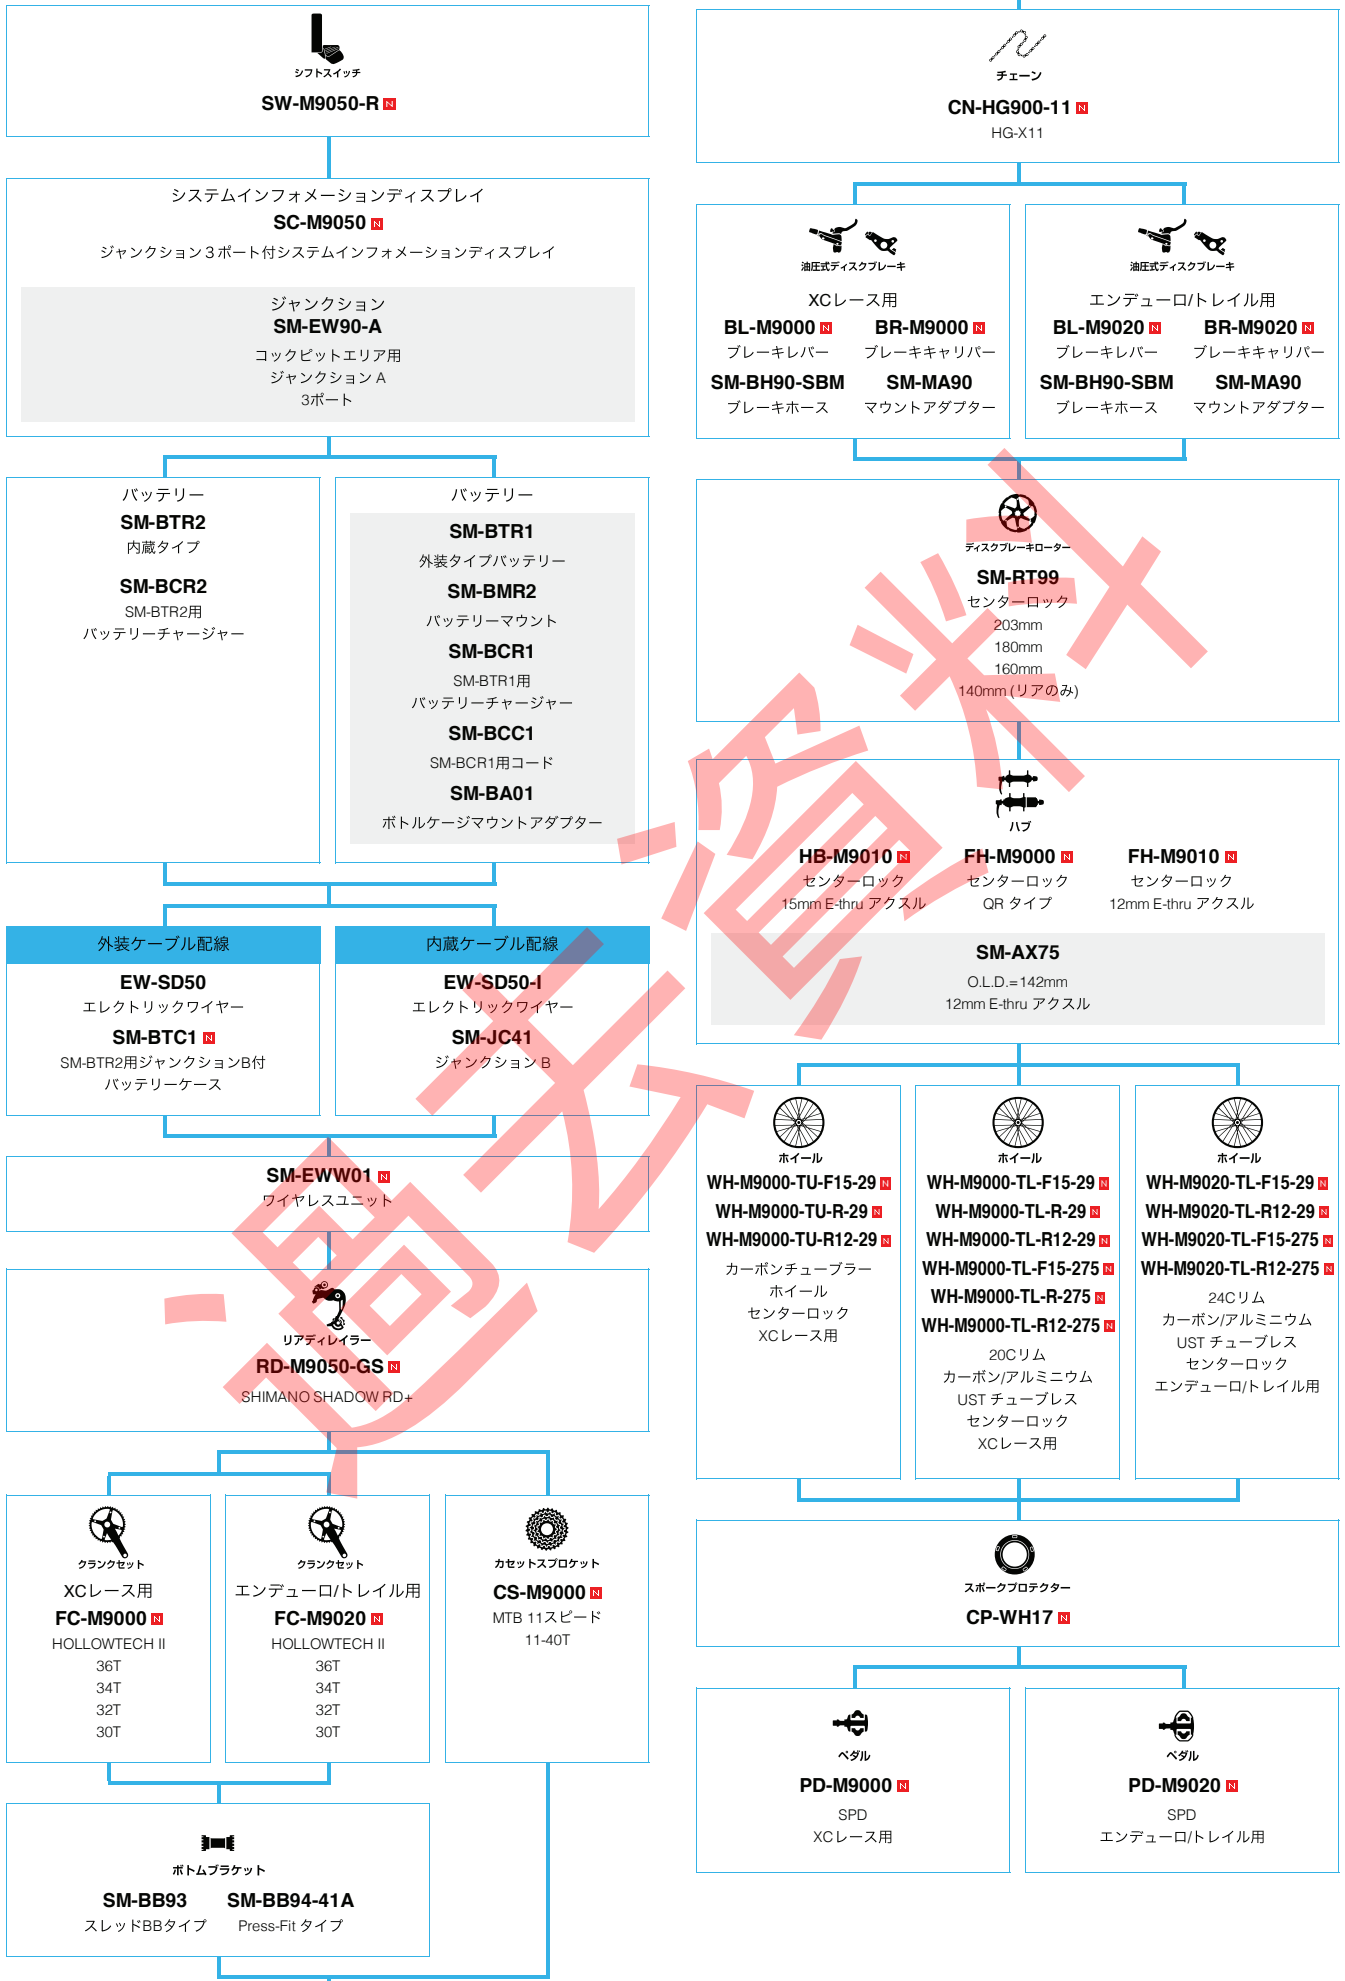 シフトスイッチ
SW-M9050-R N
システムインフォメーションディスプレイ
SC-M9050 N
ジャンクション3ポート付システムインフォメーションディスプレイ
ジャンクション
SM-EW90-A
コックピットエリア用
ジャンクション A
3ポート
バッテリー
SM-BTR2
内蔵タイプ
SM-BCR2
SM-BTR2用
バッテリーチャージャー
バッテリー
SM-BTR1
外装タイプバッテリー
SM-BMR2
バッテリーマウント
SM-BCR1
SM-BTR1用
バッテリーチャージャー
SM-BCC1
SM-BCR1用コード
SM-BA01
ボトルケージマウントアダプター
外装ケーブル配線
EW-SD50
エレクトリックワイヤー
SM-BTC1 N
SM-BTR2用ジャンクションB付
バッテリーケース
内蔵ケーブル配線
EW-SD50-I
エレクトリックワイヤー
SM-JC41
ジャンクション B
SM-EWW01 N
ワイヤレスユニット
リアディレイラー
RD-M9050-GS N
SHIMANO SHADOW RD+
クランクセット
XCレース用
FC-M9000 N
HOLLOWTECH II
36T
34T
32T
30T
クランクセット
エンデューロ/トレイル用
FC-M9020 N
HOLLOWTECH II
36T
34T
32T
30T
カセットスプロケット
CS-M9000 N
MTB 11スピード
11-40T
ボトムブラケット
SM-BB93 SM-BB94-41A
スレッドBBタイプ Press-Fit タイプ
チェーン
CN-HG900-11 N
HG-X11
油圧式ディスクブレーキ
XCレース用
BL-M9000 N BR-M9000 N
ブレーキレバー ブレーキキャリパー
SM-BH90-SBM SM-MA90
ブレーキホース マウントアダプター
油圧式ディスクブレーキ
エンデューロ/トレイル用
BL-M9020 N BR-M9020 N
ブレーキレバー ブレーキキャリパー
SM-BH90-SBM SM-MA90
ブレーキホース マウントアダプター
ディスクブレーキローター
SM-RT99
センターロック
203mm
180mm
160mm
140mm (リアのみ)
ハブ
HB-M9010 N FH-M9000 N FH-M9010 N
センターロック センターロック センターロック
15mm E-thru アクスル QR タイプ 12mm E-thru アクスル
SM-AX75
O.L.D.=142mm
12mm E-thru アクスル
ホイール
WH-M9000-TU-F15-29 N
WH-M9000-TU-R-29 N
WH-M9000-TU-R12-29 N
カーボンチューブラー
ホイール
センターロック
XCレース用
ホイール
WH-M9000-TL-F15-29 N
WH-M9000-TL-R-29 N
WH-M9000-TL-R12-29 N
WH-M9000-TL-F15-275 N
WH-M9000-TL-R-275 N
WH-M9000-TL-R12-275 N
20Cリム
カーボン/アルミニウム
UST チューブレス
センターロック
XCレース用
ホイール
WH-M9020-TL-F15-29 N
WH-M9020-TL-R12-29 N
WH-M9020-TL-F15-275 N
WH-M9020-TL-R12-275 N
24Cリム
カーボン/アルミニウム
UST チューブレス
センターロック
エンデューロ/トレイル用
スポークプロテクター
CP-WH17 N
ペダル
PD-M9000 N
SPD
XCレース用
ペダル
PD-M9020 N
SPD
エンデューロ/トレイル用
過去資料